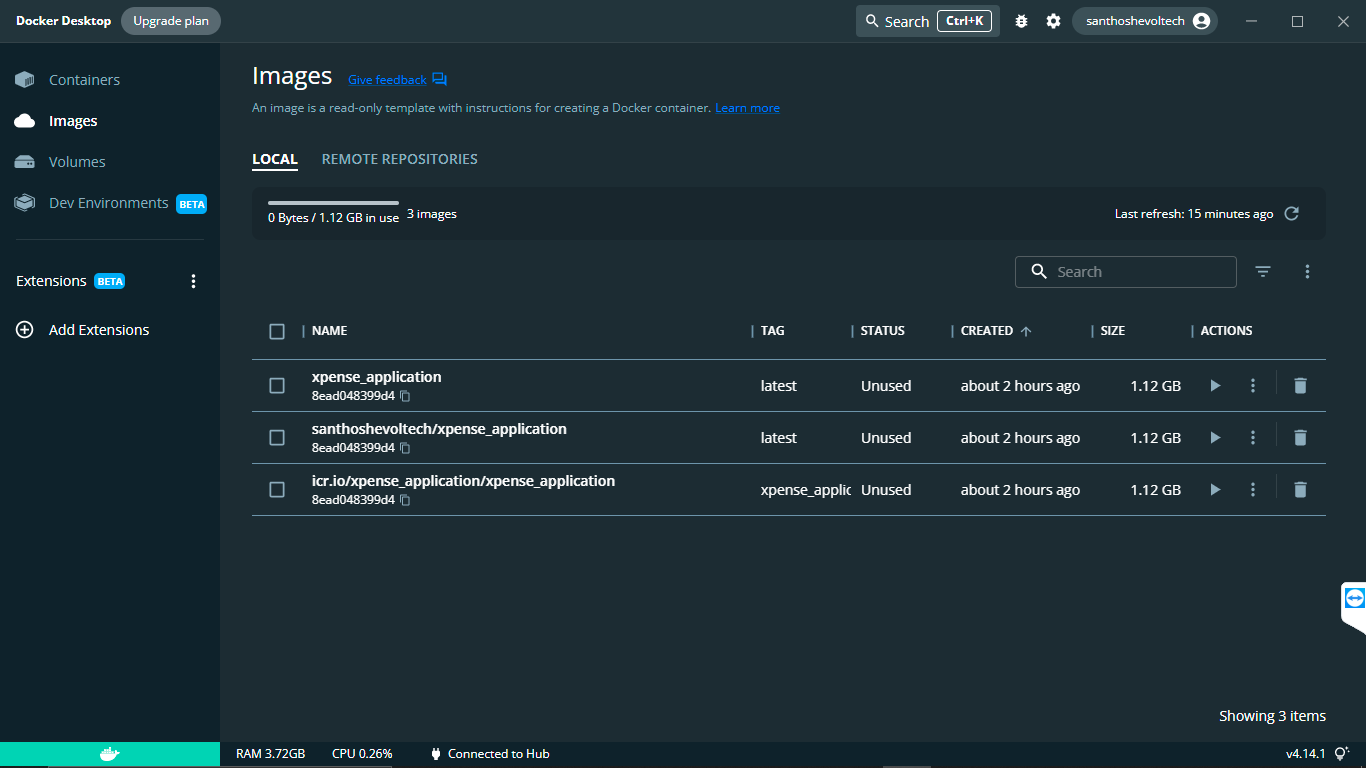 Docker Desktop Upgrade plan Search Ctrl+K santhoshevoltech
Containers
Images
Volumes
Dev Environments BETA
Extensions BETA
Add Extensions
Images Give feedback
An image is a read-only template with instructions for creating a Docker container. Learn more
LOCAL REMOTE REPOSITORIES
0 Bytes / 1.12 GB in use 3 images Last refresh: 15 minutes ago
Search
NAME TAG STATUS CREATED SIZE ACTIONS
xpense_application
8ead048399d4 latest Unused about 2 hours ago 1.12 GB
santhoshevoltech/xpense_application
8ead048399d4 latest Unused about 2 hours ago 1.12 GB
icr.io/xpense_application/xpense_application
8ead048399d4 xpense_applic Unused about 2 hours ago 1.12 GB
Showing 3 items
RAM 3.72GB CPU 0.26% Connected to Hub v4.14.1